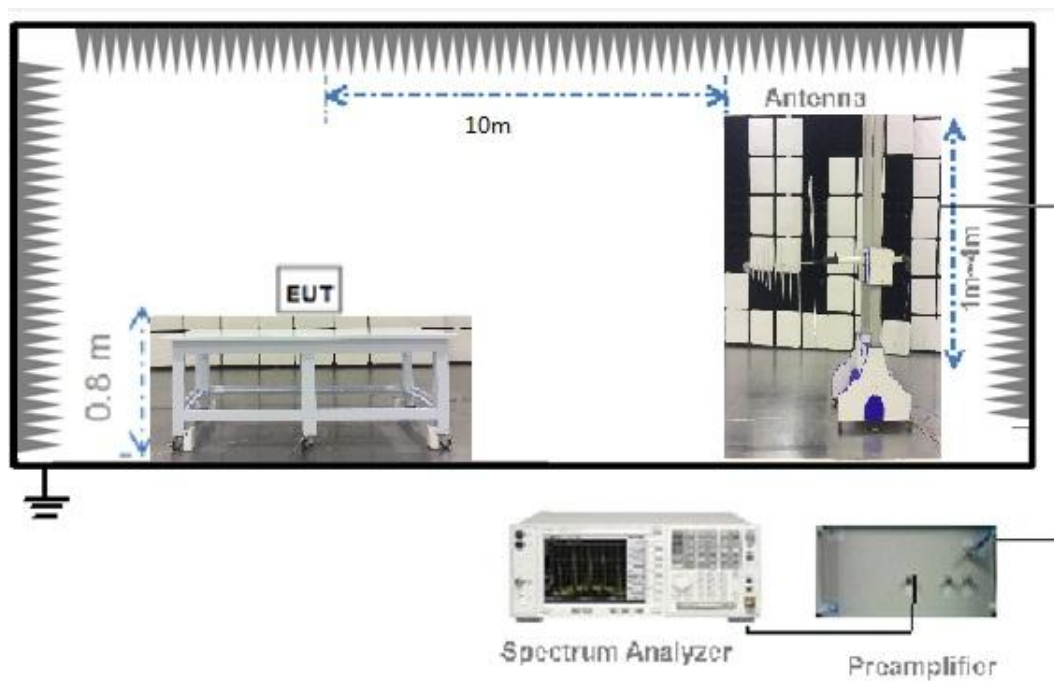 Antenna
10m
1m~4m
EUT
0.8 m
Spectrum Analyzer
Preamplifier